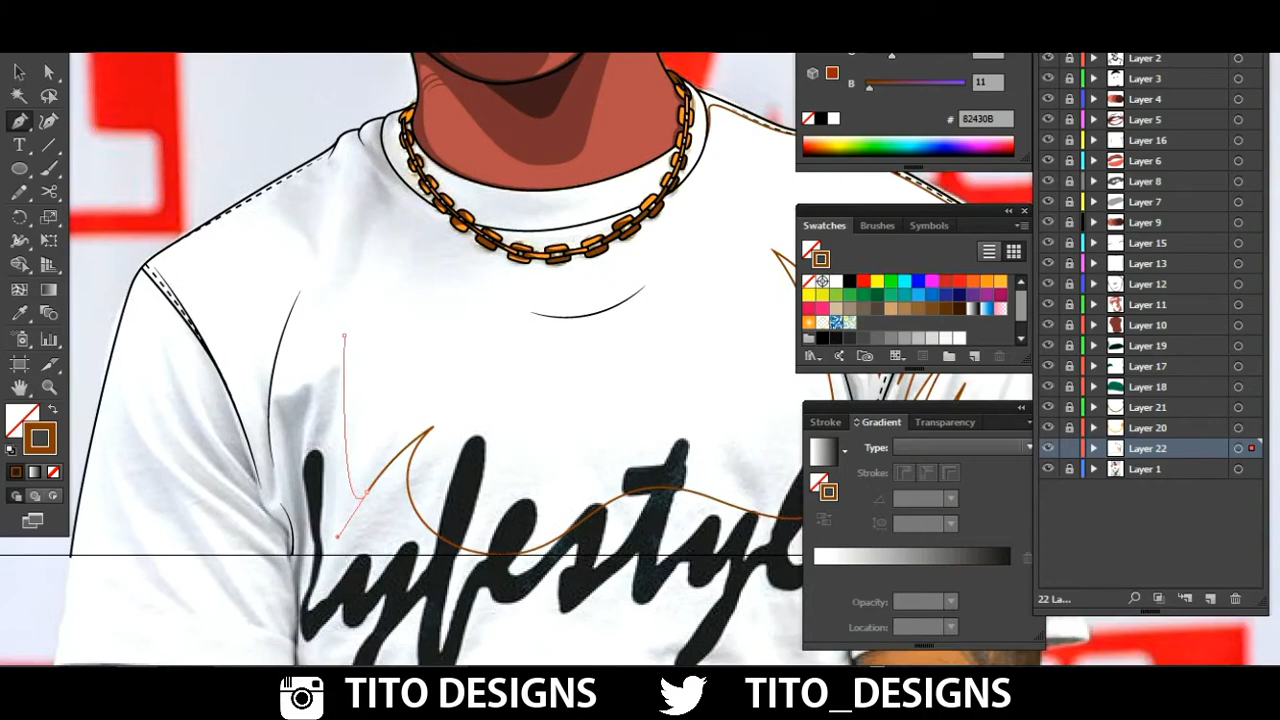 B 11
# 82430B
Swatches Brushes Symbols
Stroke Gradient Transparency
Type:
Stroke:
Opacity:
Location:
Layer 2
Layer 3
Layer 4
Layer 5
Layer 16
Layer 6
Layer 8
Layer 7
Layer 9
Layer 15
Layer 13
Layer 12
Layer 11
Layer 10
Layer 19
Layer 17
Layer 18
Layer 21
Layer 20
Layer 22
Layer 1
22 La...
lyfestyle
TITO DESIGNS TITO_DESIGNS